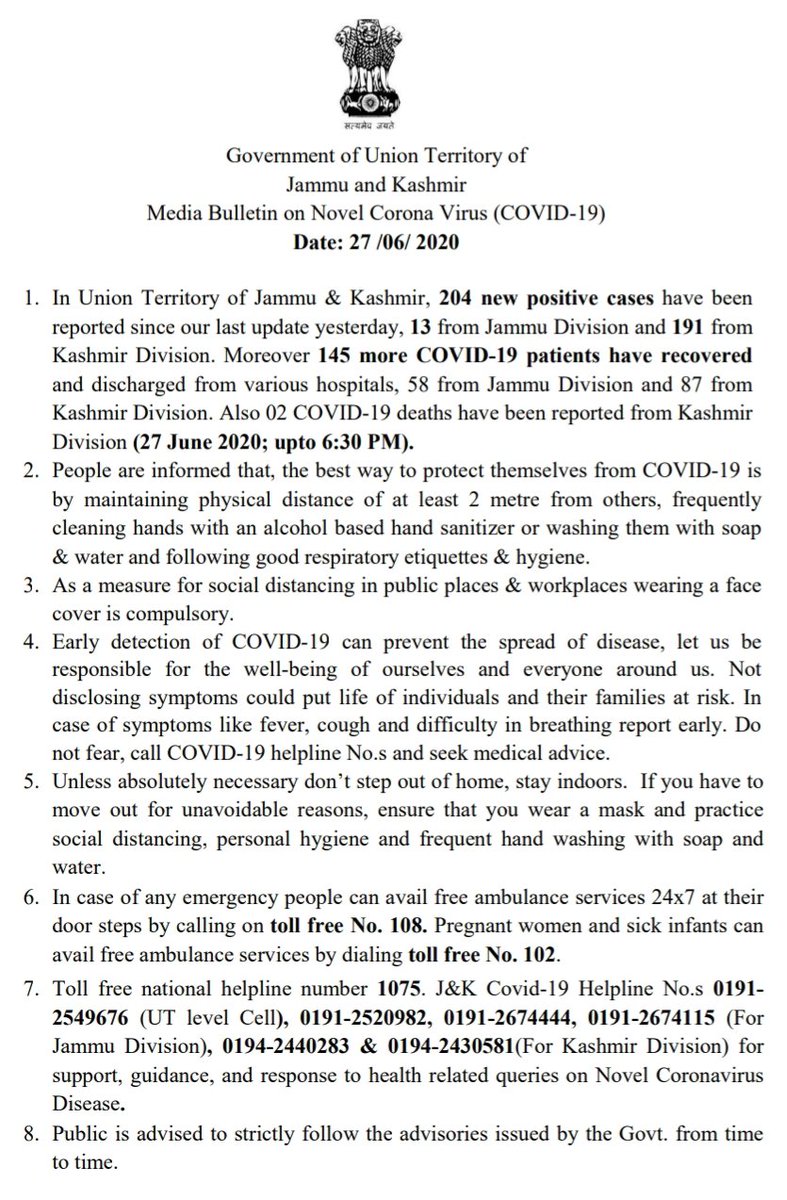 सत्यमेव जयते
Government of Union Territory of
Jammu and Kashmir
Media Bulletin on Novel Corona Virus (COVID-19)
Date: 27 /06/ 2020
1. In Union Territory of Jammu & Kashmir, 204 new positive cases have been
reported since our last update yesterday, 13 from Jammu Division and 191 from
Kashmir Division. Moreover 145 more COVID-19 patients have recovered
and discharged from various hospitals, 58 from Jammu Division and 87 from
Kashmir Division. Also 02 COVID-19 deaths have been reported from Kashmir
Division (27 June 2020; upto 6:30 PM).
2. People are informed that, the best way to protect themselves from COVID-19 is
by maintaining physical distance of at least 2 metre from others, frequently
cleaning hands with an alcohol based hand sanitizer or washing them with soap
& water and following good respiratory etiquettes & hygiene.
3. As a measure for social distancing in public places & workplaces wearing a face
cover is compulsory.
4. Early detection of COVID-19 can prevent the spread of disease, let us be
responsible for the well-being of ourselves and everyone around us. Not
disclosing symptoms could put life of individuals and their families at risk. In
case of symptoms like fever, cough and difficulty in breathing report early. Do
not fear, call COVID-19 helpline No.s and seek medical advice.
5. Unless absolutely necessary don’t step out of home, stay indoors. If you have to
move out for unavoidable reasons, ensure that you wear a mask and practice
social distancing, personal hygiene and frequent hand washing with soap and
water.
6. In case of any emergency people can avail free ambulance services 24x7 at their
door steps by calling on toll free No. 108. Pregnant women and sick infants can
avail free ambulance services by dialing toll free No. 102.
7. Toll free national helpline number 1075. J&K Covid-19 Helpline No.s 0191-
2549676 (UT level Cell), 0191-2520982, 0191-2674444, 0191-2674115 (For
Jammu Division), 0194-2440283 & 0194-2430581(For Kashmir Division) for
support, guidance, and response to health related queries on Novel Coronavirus
Disease.
8. Public is advised to strictly follow the advisories issued by the Govt. from time
to time.